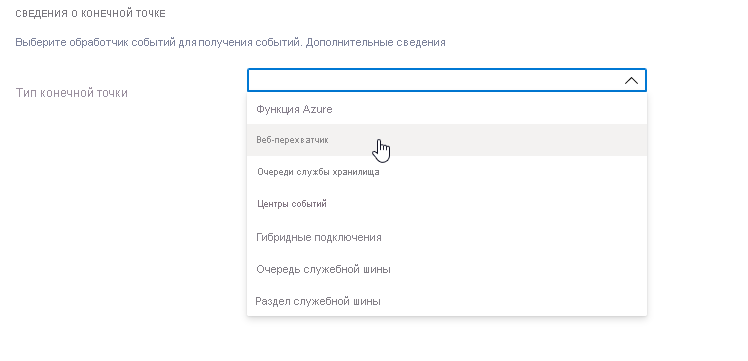 СВЕДЕНИЯ О КОНЕЧНОЙ ТОЧКЕ
Выберите обработчик событий для получения событий. Дополнительные сведения
Тип конечной точки
Функция Azure
Веб-перехватчик
Очереди службы хранилища
Центры событий
Гибридные подключения
Очередь служебной шины
Раздел служебной шины